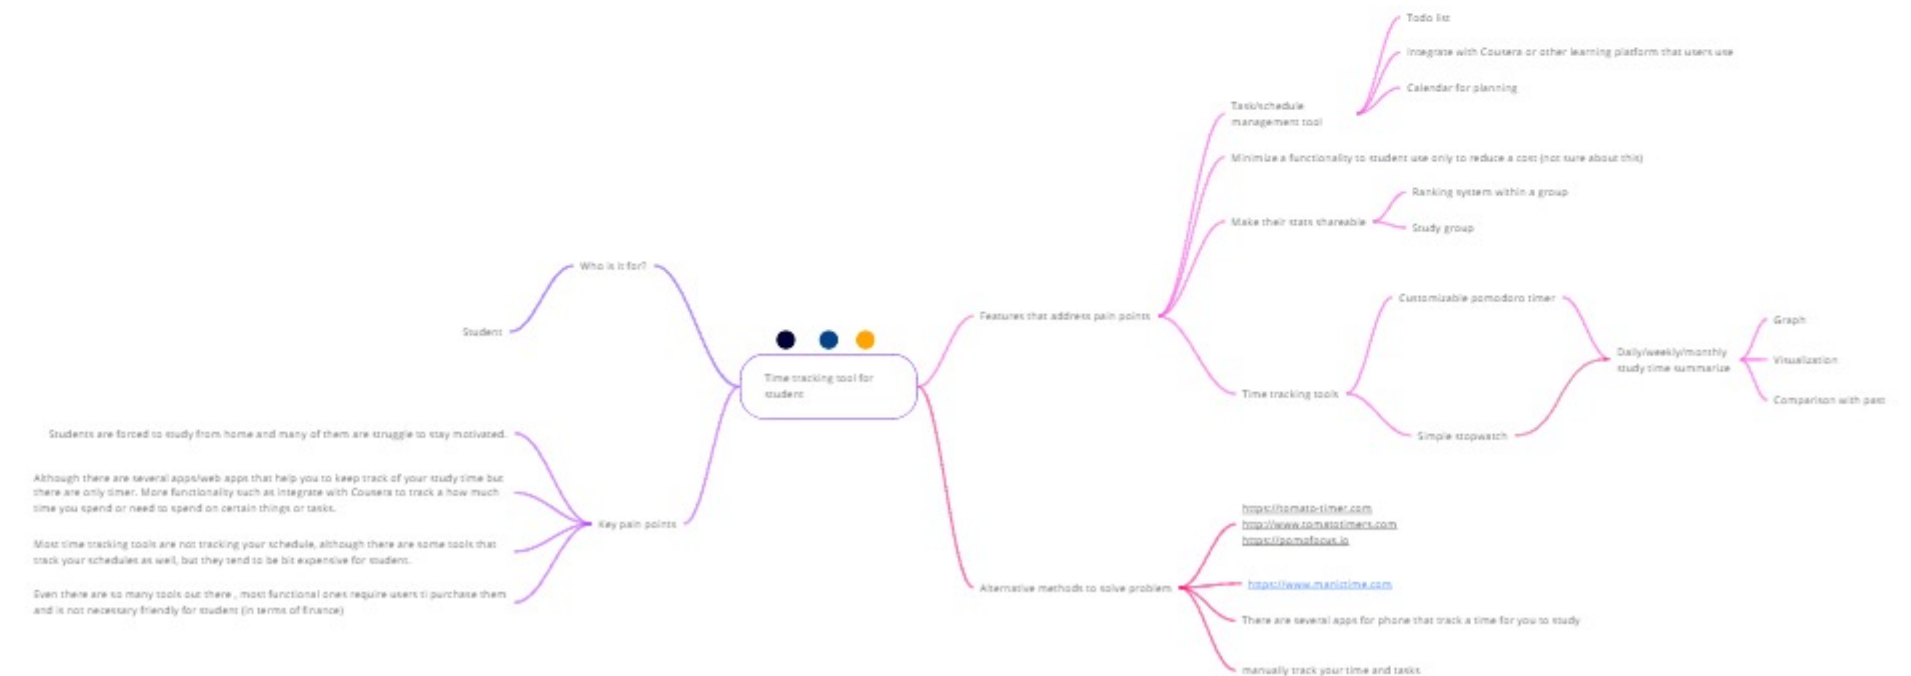 Todo list
Integrate with Cousera or other learning platform that users use
Calendar for planning
Task/schedule
management tool
Minimize a functionality to student use only to reduce a cost (not sure about this)
Ranking system within a group
Make their stats shareable
Study group
Who is it for?
Student
Features that address pain points
Customizable pomodoro timer
Graph
Daily/weekly/monthly
study time summarize
Visualization
Comparison with past
Time tracking tools
Simple stopwatch
Time tracking tool for
student
Students are forced to study from home and many of them are struggle to stay motivated.
Although there are several apps/web apps that help you to keep track of your study time but
there are only timer. More functionality such as integrate with Cousera to track a how much
time you spend or need to spend on certain things or tasks.
Key pain points
Most time tracking tools are not tracking your schedule, although there are some tools that
track your schedules as well, but they tend to be bit expensive for student.
Even there are so many tools out there , most functional ones require users ti purchase them
and is not necessary friendly for student (in terms of finance)
https://tomato-timer.com
http://www.tomatotimers.com
https://pomofocus.io
Alternative methods to solve problem
https://www.manictime.com
There are several apps for phone that track a time for you to study
manually track your time and tasks